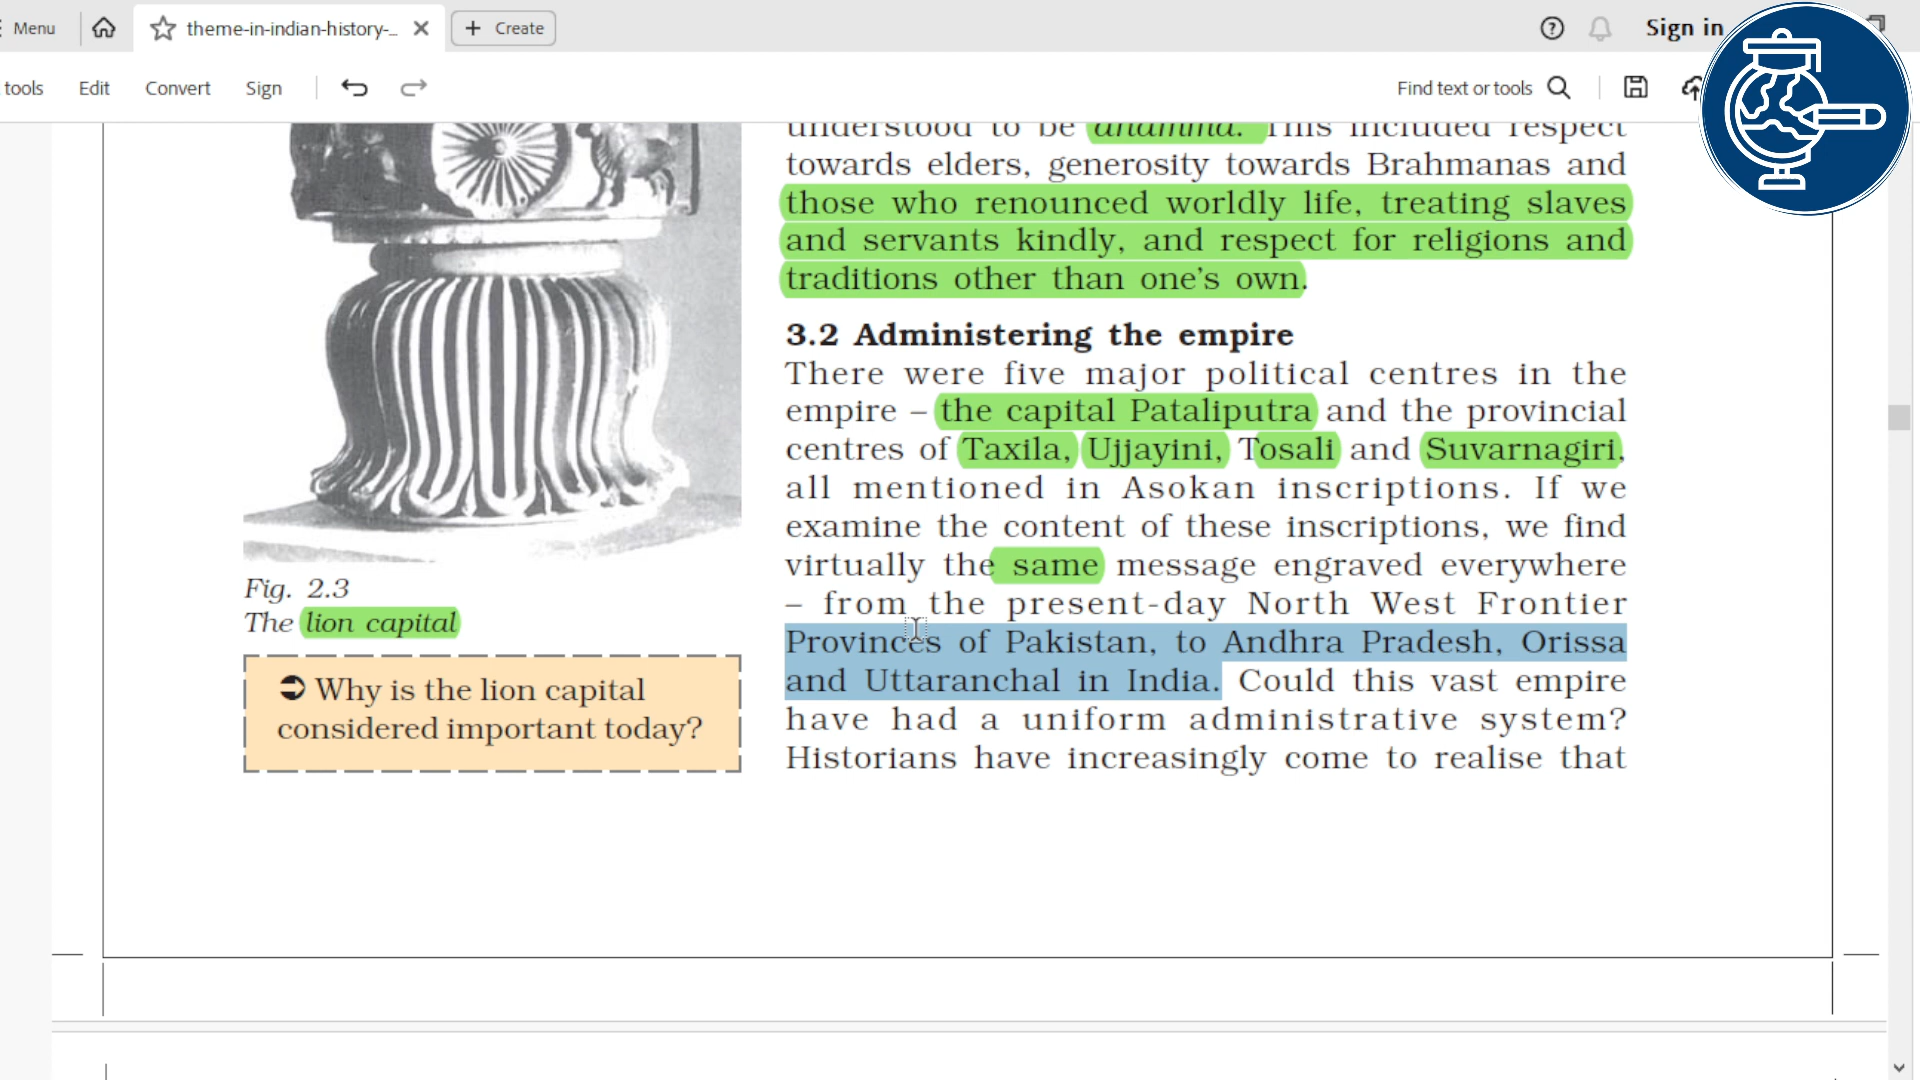 Menu
theme-in-indian-history-...
Create
Sign in
tools
Edit
Convert
Sign
Find text or tools
understood to be dhamma. This included respect
towards elders, generosity towards Brahmanas and
those who renounced worldly life, treating slaves
and servants kindly, and respect for religions and
traditions other than one's own.
3.2 Administering the empire
There were five major political centres in the
empire – the capital Pataliputra and the provincial
centres of Taxila, Ujjayini, Tosali and Suvarnagiri,
all mentioned in Asokan inscriptions. If we
examine the content of these inscriptions, we find
virtually the same message engraved everywhere
– from the present-day North West Frontier
Provinces of Pakistan, to Andhra Pradesh, Orissa
and Uttaranchal in India. Could this vast empire
have had a uniform administrative system?
Historians have increasingly come to realise that
Fig. 2.3
The lion capital
Why is the lion capital
considered important today?